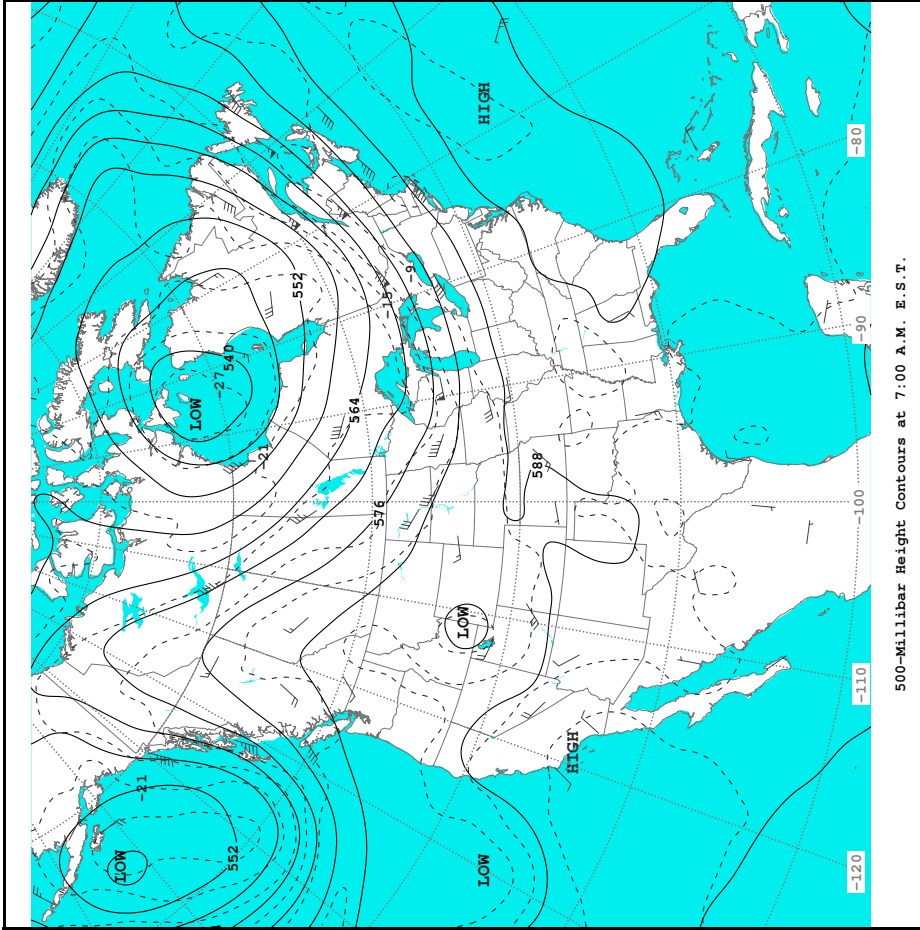 HIGH
-80
552
-9
-15
540
-27
LOW
-90
564
-21
588
576
-100
LOW
-110
HIGH
-21
LOW
552
LOW
-120
500-Millibar Height Contours at 7:00 A.M. E.S.T.